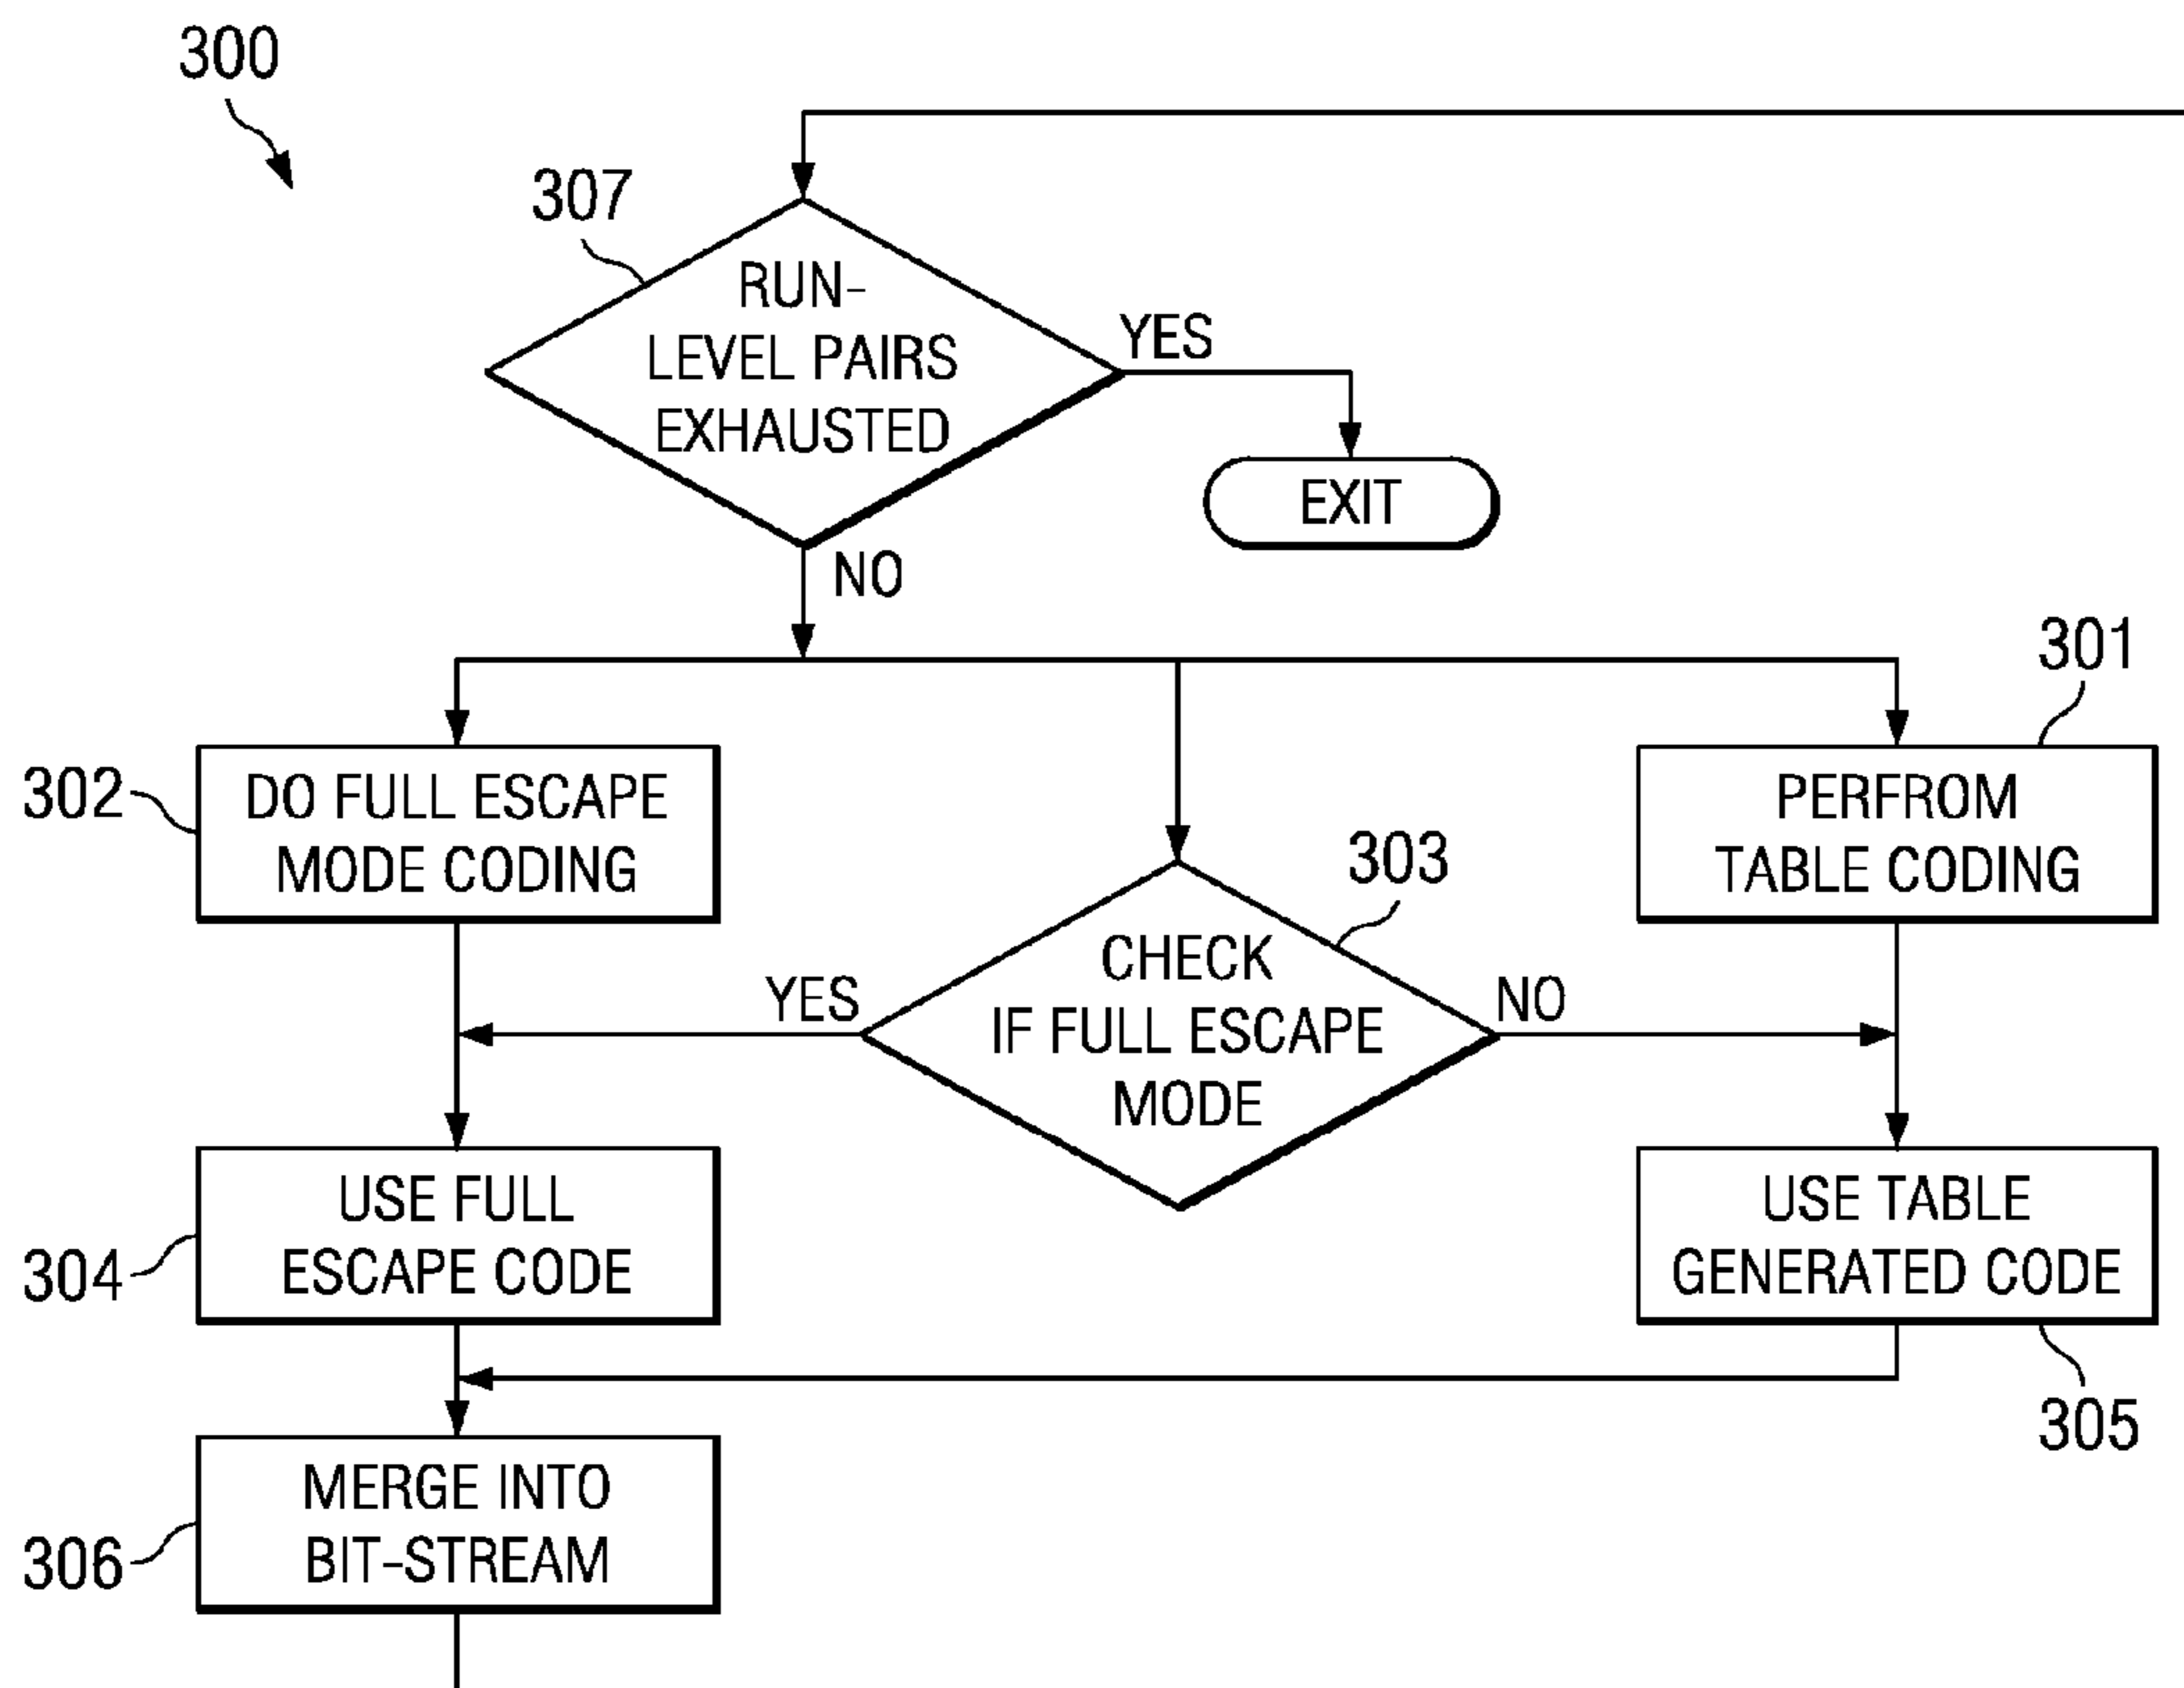 300
307
RUN-
LEVEL PAIRS
EXHAUSTED
YES
EXIT
NO
301
302
DO FULL ESCAPE
MODE CODING
PERFROM
TABLE CODING
303
CHECK
IF FULL ESCAPE
MODE
YES
NO
304
USE FULL
ESCAPE CODE
USE TABLE
GENERATED CODE
305
306
MERGE INTO
BIT-STREAM